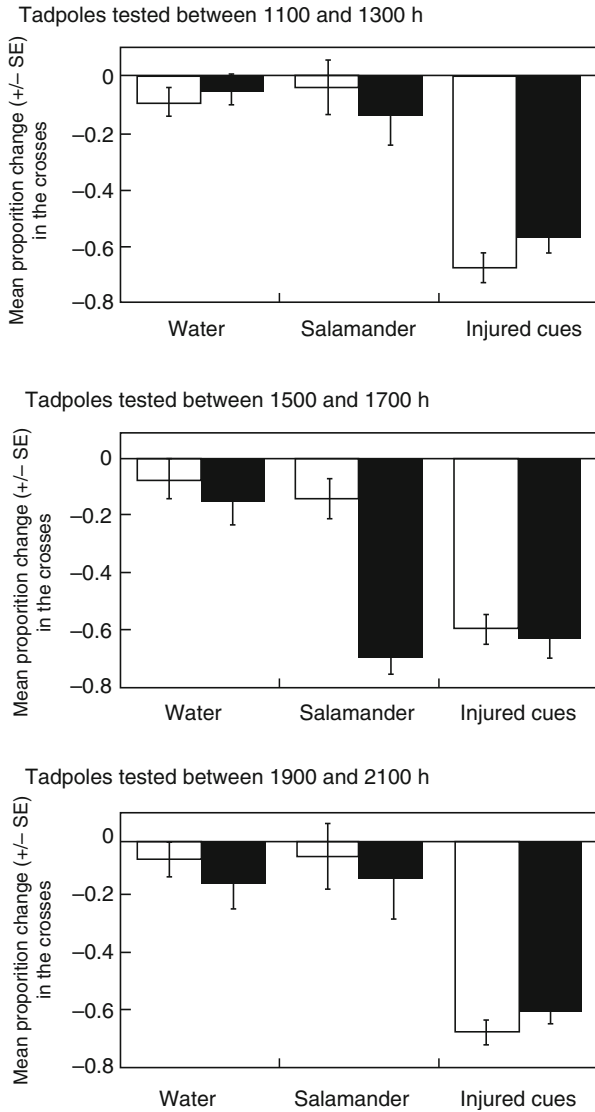 Tadpoles tested between 1100 and 1300 h
Mean proportion change (+/– SE)
in the crosses
0
–0.2
–0.4
–0.6
–0.8
Water Salamander Injured cues
Tadpoles tested between 1500 and 1700 h
Mean proportion change (+/– SE)
in the crosses
0
–0.2
–0.4
–0.6
–0.8
Water Salamander Injured cues
Tadpoles tested between 1900 and 2100 h
Mean proportion change (+/– SE)
in the crosses
0
–0.2
–0.4
–0.6
–0.8
Water Salamander Injured cues